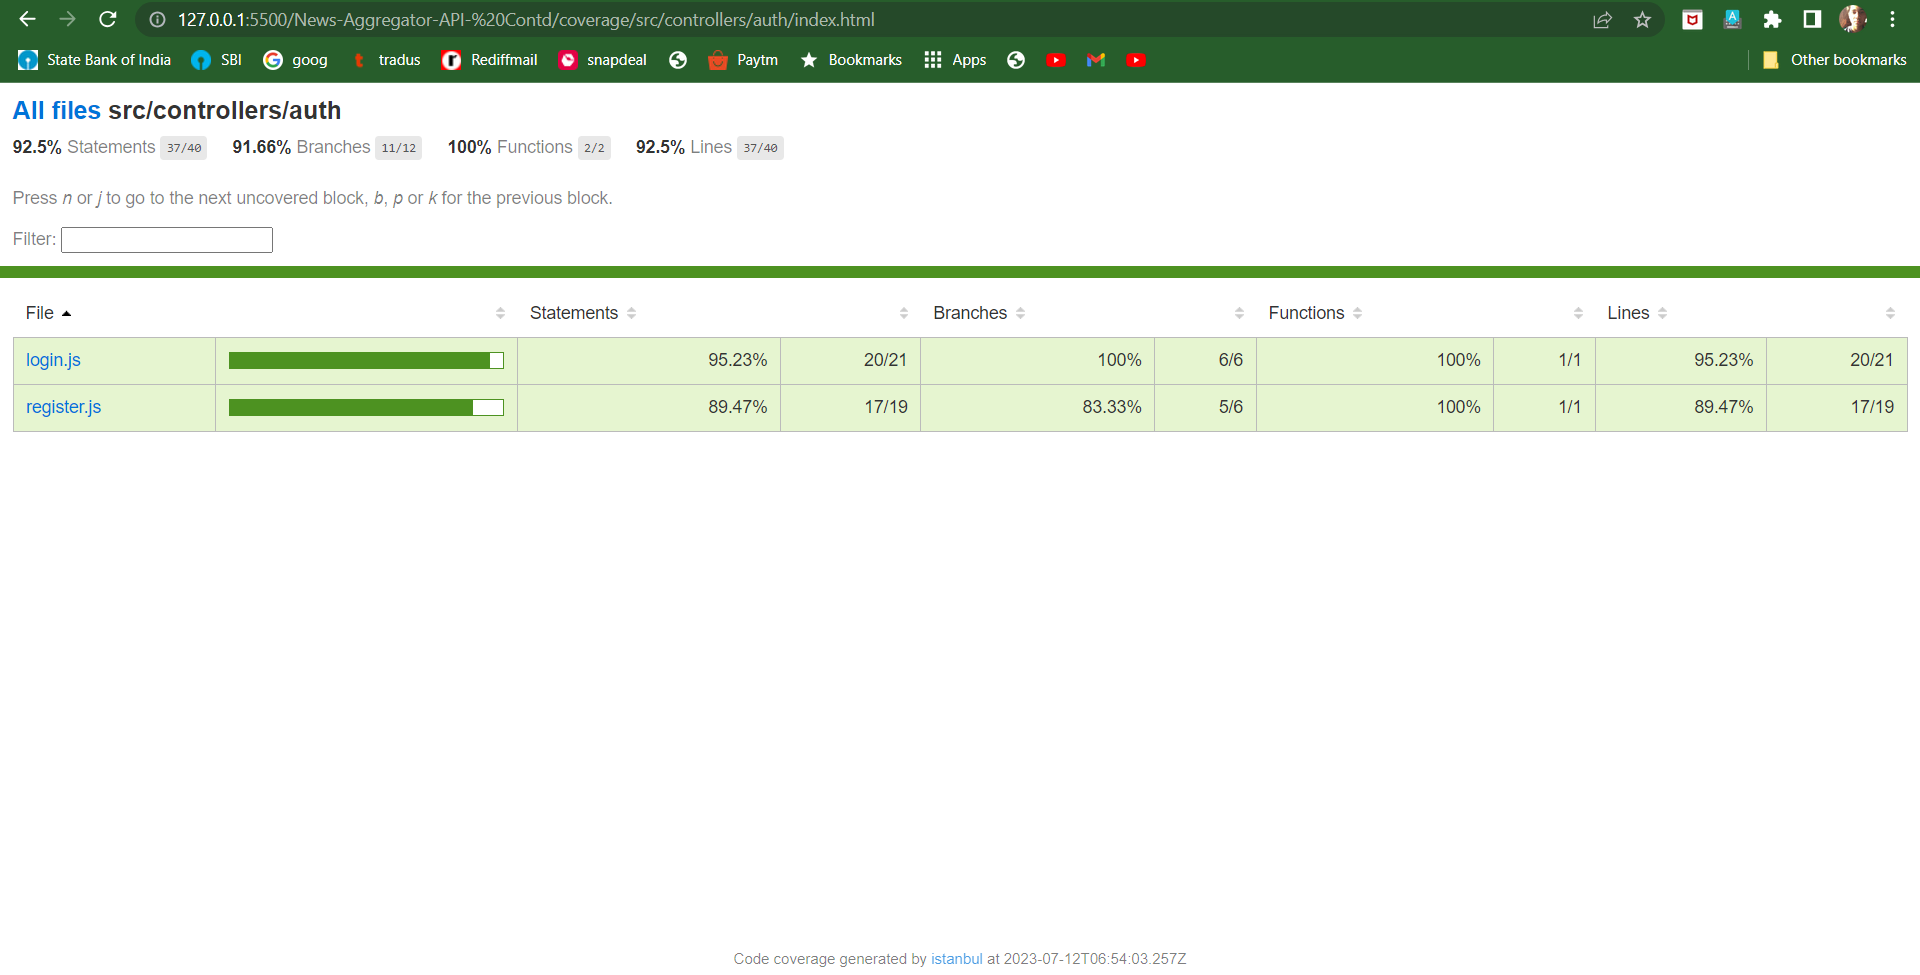 127.0.0.1:5500/News-Aggregator-API-%20Contd/coverage/src/controllers/auth/index.html
State Bank of India SBI goog tradus Rediffmail snapdeal Paytm Bookmarks Apps Other bookmarks
All files src/controllers/auth
92.5% Statements 37/40 91.66% Branches 11/12 100% Functions 2/2 92.5% Lines 37/40
Press n or j to go to the next uncovered block, b, p or k for the previous block.
Filter:
File Statements Branches Functions Lines
login.js 95.23% 20/21 100% 6/6 100% 1/1 95.23% 20/21
register.js 89.47% 17/19 83.33% 5/6 100% 1/1 89.47% 17/19
Code coverage generated by istanbul at 2023-07-12T06:54:03.257Z